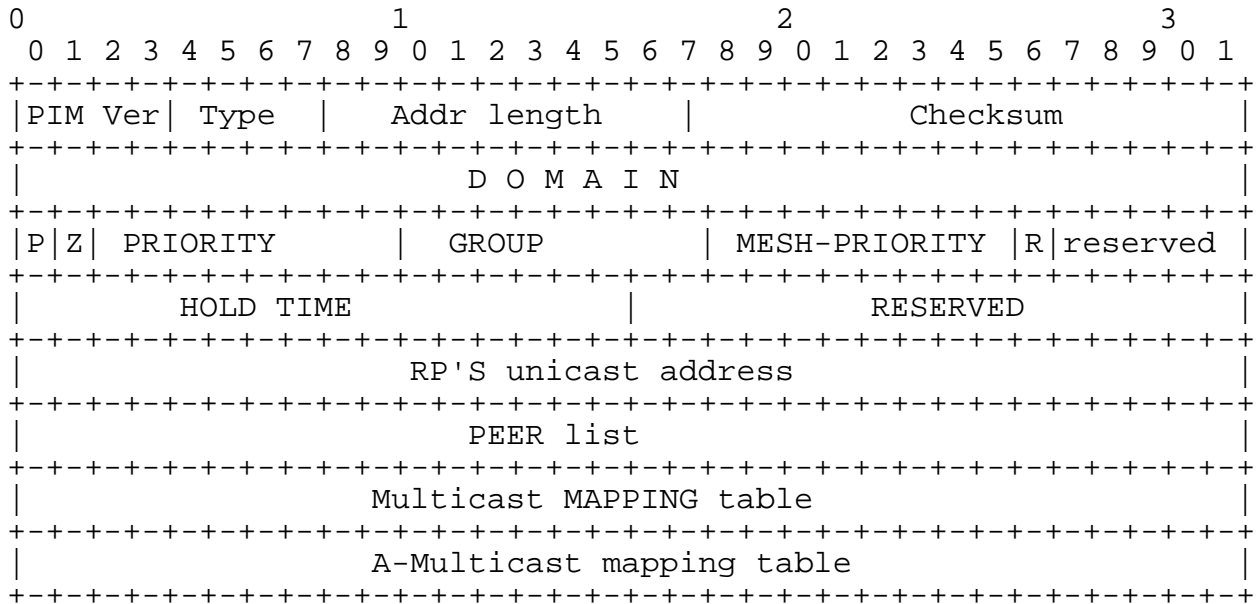 0                   1                   2                   3
 0 1 2 3 4 5 6 7 8 9 0 1 2 3 4 5 6 7 8 9 0 1 2 3 4 5 6 7 8 9 0 1
+-+-+-+-+-+-+-+-+-+-+-+-+-+-+-+-+-+-+-+-+-+-+-+-+-+-+-+-+-+-+-+-+
|PIM Ver| Type  |   Addr length    |           Checksum         |
+-+-+-+-+-+-+-+-+-+-+-+-+-+-+-+-+-+-+-+-+-+-+-+-+-+-+-+-+-+-+-+-+
|                       D O M A I N                             |
+-+-+-+-+-+-+-+-+-+-+-+-+-+-+-+-+-+-+-+-+-+-+-+-+-+-+-+-+-+-+-+-+
|P|Z| PRIORITY      |  GROUP        | MESH-PRIORITY |R|reserved |
+-+-+-+-+-+-+-+-+-+-+-+-+-+-+-+-+-+-+-+-+-+-+-+-+-+-+-+-+-+-+-+-+
|        HOLD TIME              |            RESERVED           |
+-+-+-+-+-+-+-+-+-+-+-+-+-+-+-+-+-+-+-+-+-+-+-+-+-+-+-+-+-+-+-+-+
|                    RP'S unicast address                       |
+-+-+-+-+-+-+-+-+-+-+-+-+-+-+-+-+-+-+-+-+-+-+-+-+-+-+-+-+-+-+-+-+
|                       PEER list                               |
+-+-+-+-+-+-+-+-+-+-+-+-+-+-+-+-+-+-+-+-+-+-+-+-+-+-+-+-+-+-+-+-+
|                  Multicast MAPPING table                      |
+-+-+-+-+-+-+-+-+-+-+-+-+-+-+-+-+-+-+-+-+-+-+-+-+-+-+-+-+-+-+-+-+
|                  A-Multicast mapping table                    |
+-+-+-+-+-+-+-+-+-+-+-+-+-+-+-+-+-+-+-+-+-+-+-+-+-+-+-+-+-+-+-+-+